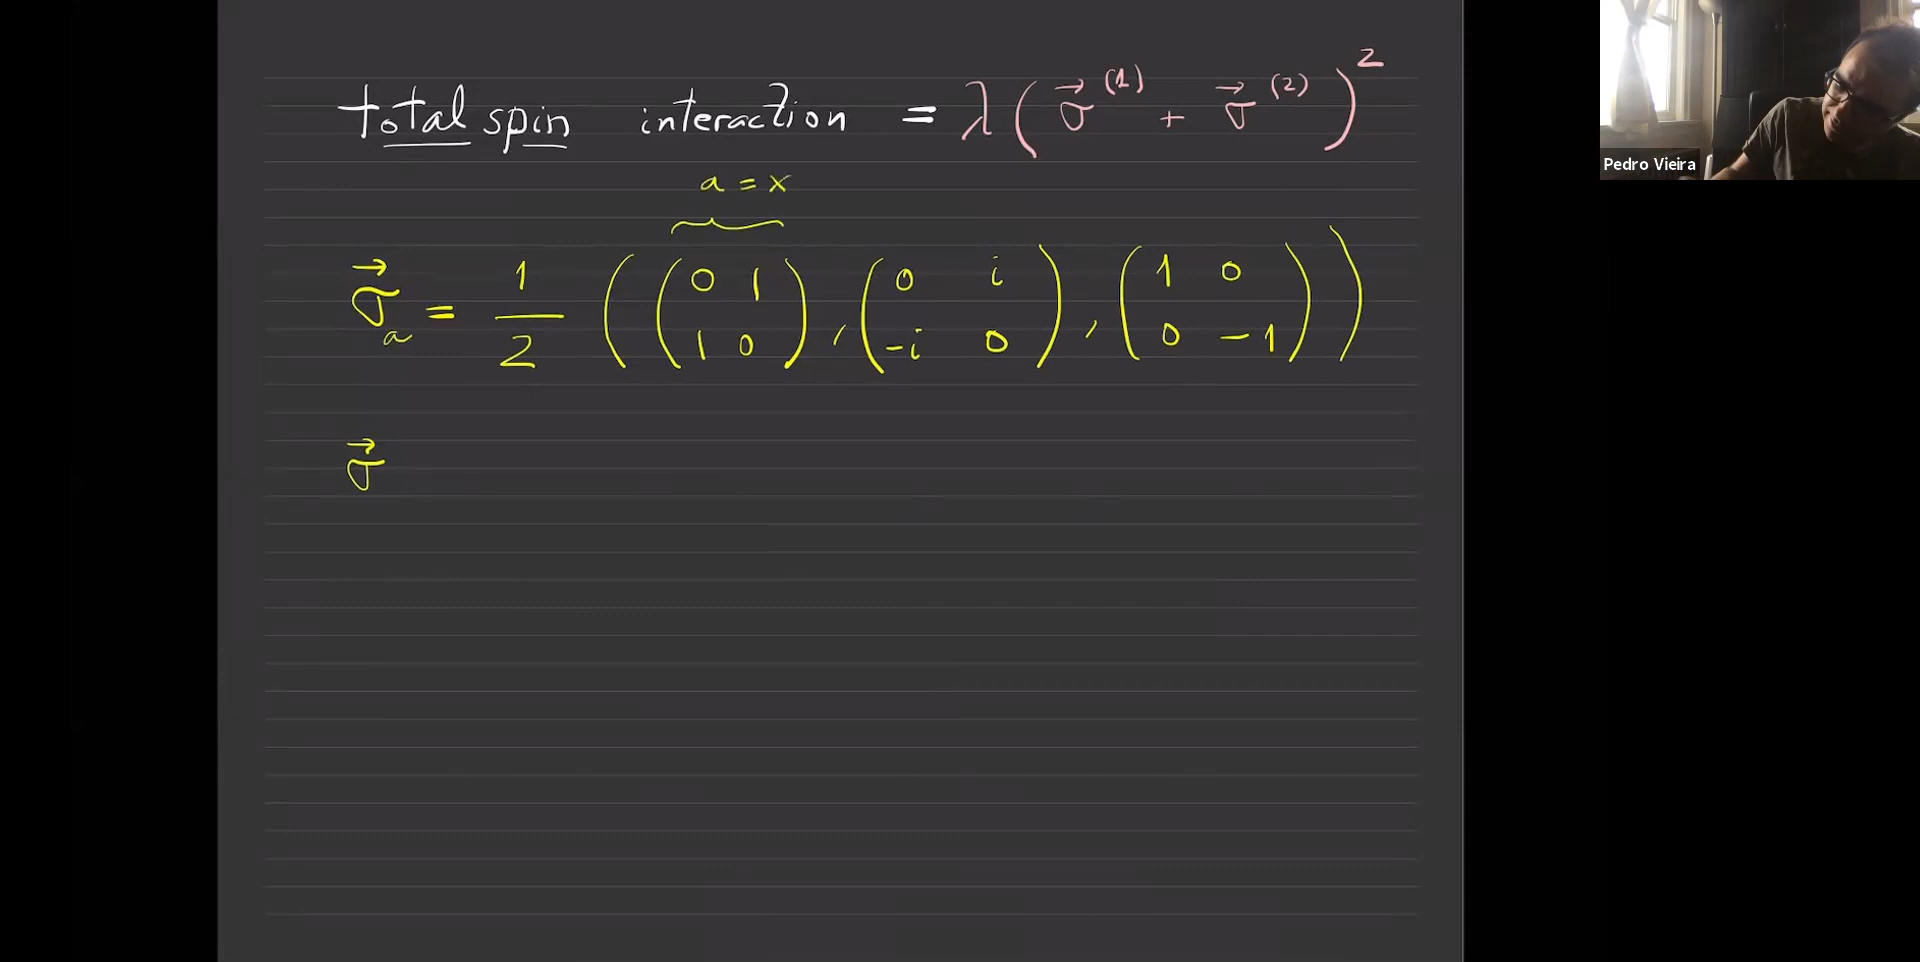 total spin interaction = λ ( σ⃗ ⁽¹⁾ + σ⃗ ⁽²⁾ )²
Pedro Vieira
a = x
σ⃗ₐ = 1/2 ( ( 0 1 ; 1 0 ) , ( 0 i ; -i 0 ) , ( 1 0 ; 0 -1 ) )
σ⃗